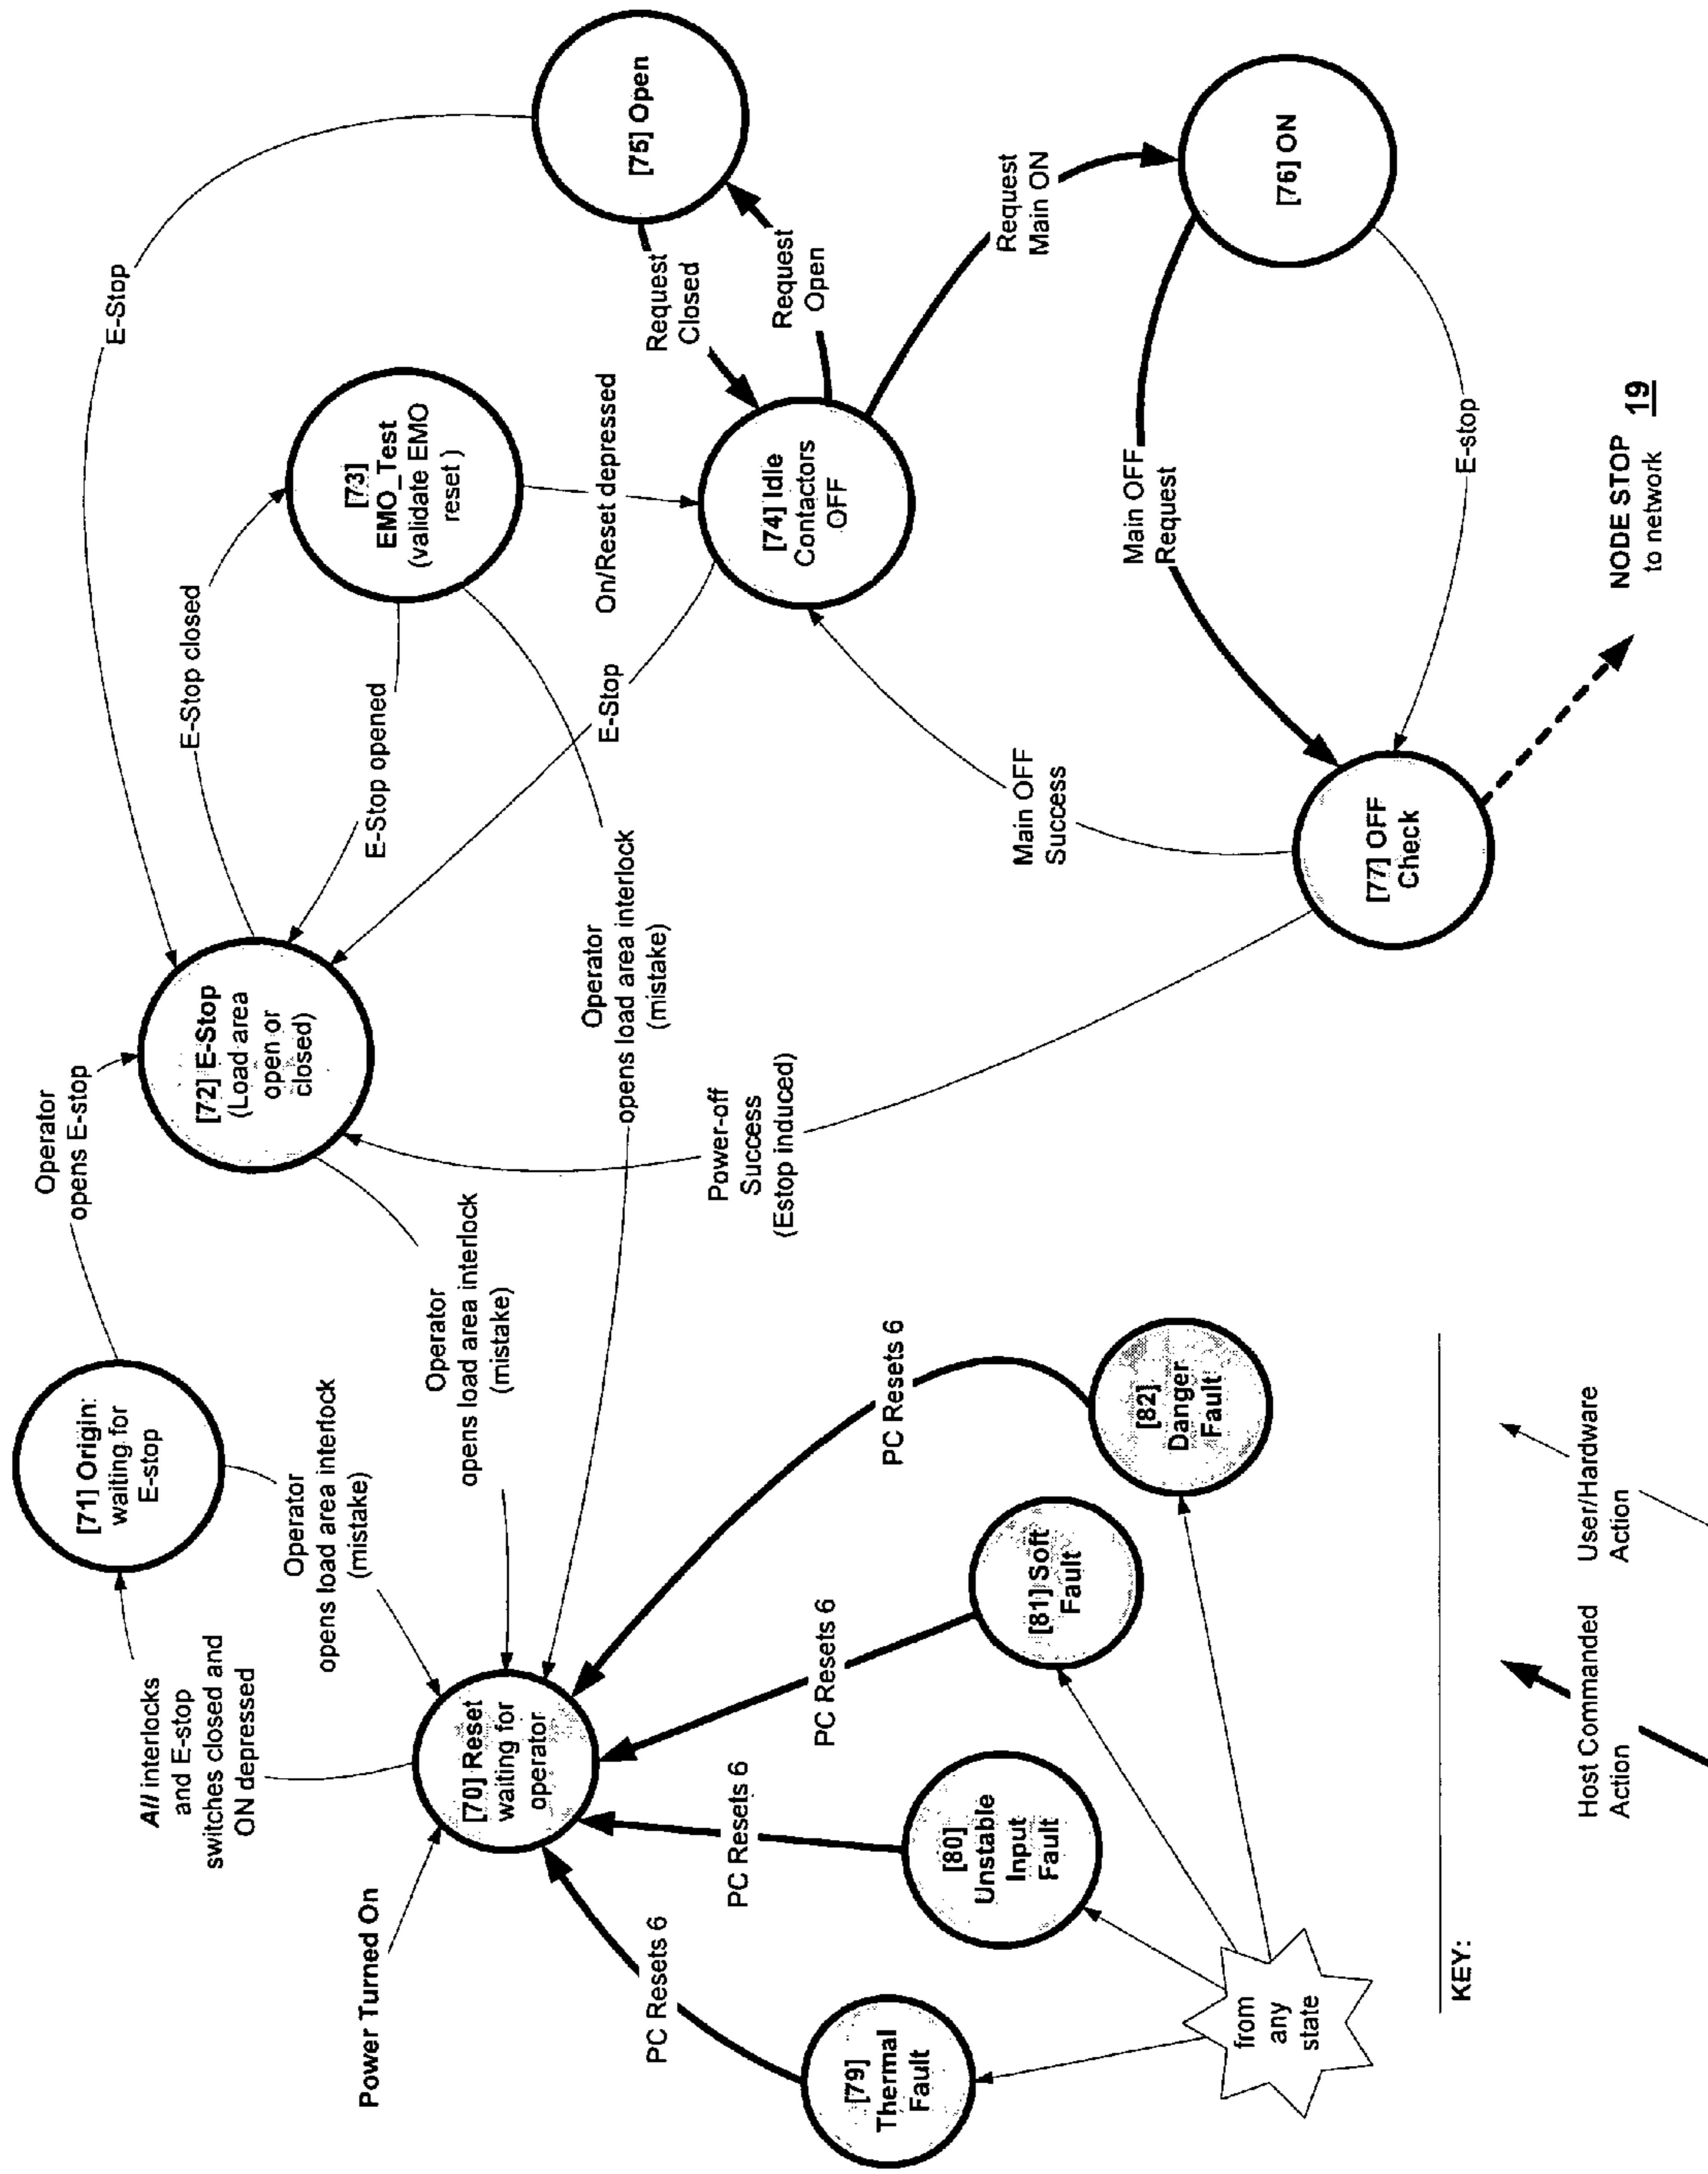 Power Turned On
All interlocks
and E-stop
switches closed and
ON depressed
[71] Origin:
waiting for
E-stop
Operator
opens E-stop
Operator
opens load area interlock
(mistake)
[72] E-Stop
(Load area
open or
closed)
E-Stop
E-Stop closed
E-Stop opened
[73]
EMO_Test
(validate EMO
reset )
[75] Open
Operator
opens load area interlock
(mistake)
Operator
opens load area interlock
(mistake)
E-Stop
On/Reset depressed
Request
Closed
Request
Open
[70] Reset
waiting for
operator
[74] Idle
Contactors
OFF
Power-off
Success
(Estop induced)
Main OFF
Success
Request
Main ON
PC Resets 6
PC Resets 6
PC Resets 6
PC Resets 6
[79]
Thermal
Fault
[80]
Unstable
Input
Fault
[81] Soft
Fault
[82]
Danger
Fault
Main OFF
Request
[76] ON
E-stop
[77] OFF
Check
from
any
state
NODE STOP 19
to network
KEY:
Host Commanded
Action
User/Hardware
Action